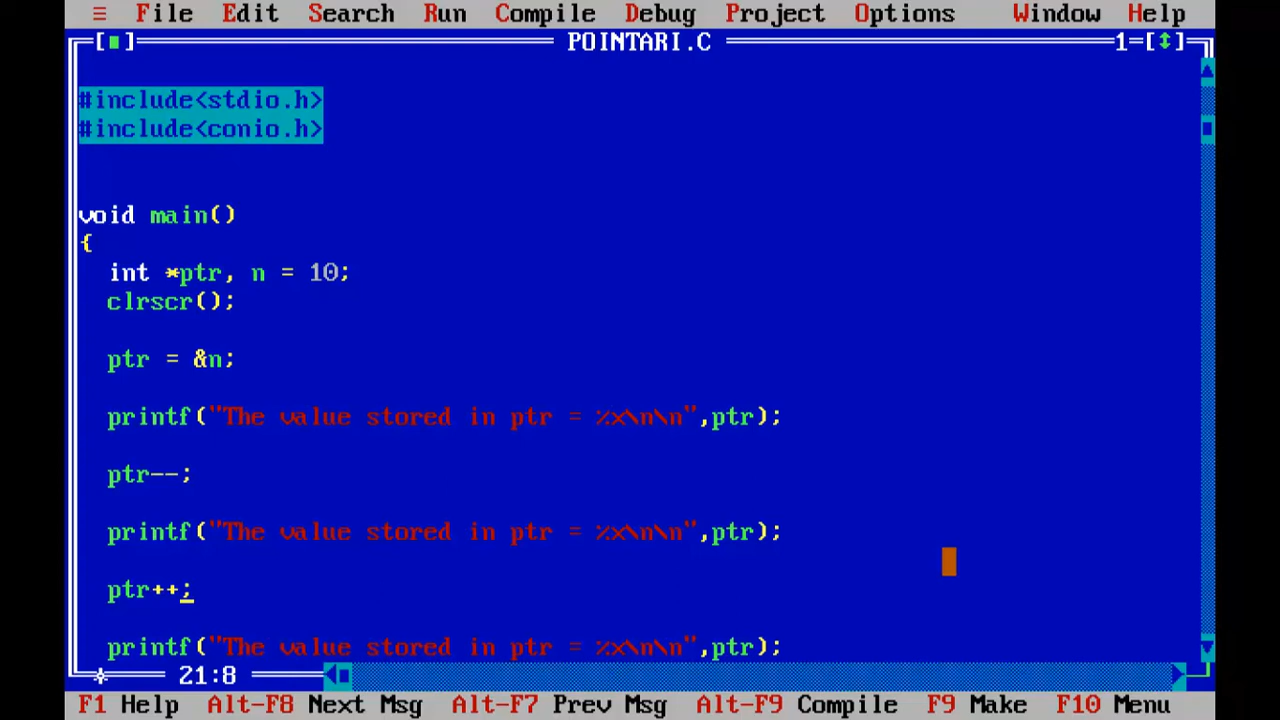 ≡ File Edit Search Run Compile Debug Project Options Window Help
[■] POINTARI.C 1=[↕]
#include<stdio.h>
#include<conio.h>
void main()
{
int *ptr, n = 10;
clrscr();
ptr = &n;
printf("The value stored in ptr = %x\n\n",ptr);
ptr--;
printf("The value stored in ptr = %x\n\n",ptr);
ptr++;
printf("The value stored in ptr = %x\n\n",ptr);
21:8
F1 Help Alt-F8 Next Msg Alt-F7 Prev Msg Alt-F9 Compile F9 Make F10 Menu